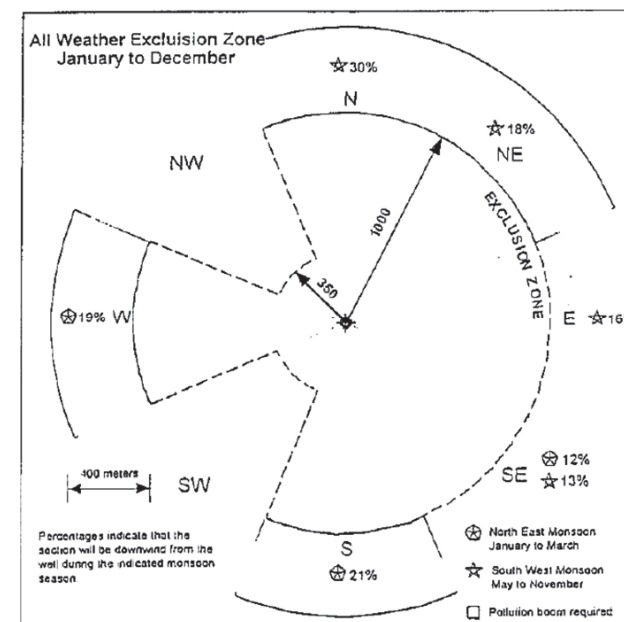 All Weather Excluision Zone
January to December
30%
N
18%
NE
NW
1000
EXCLUSION ZONE
350
19%
W
E
16
12%
SE
13%
400 meters
SW
Percentages indicate that the
section will be downwind from the
well during the indicated monsoon
season.
S
21%
North East Monsoon
January to March
South West Monsoon
May to November
Pollution boom required